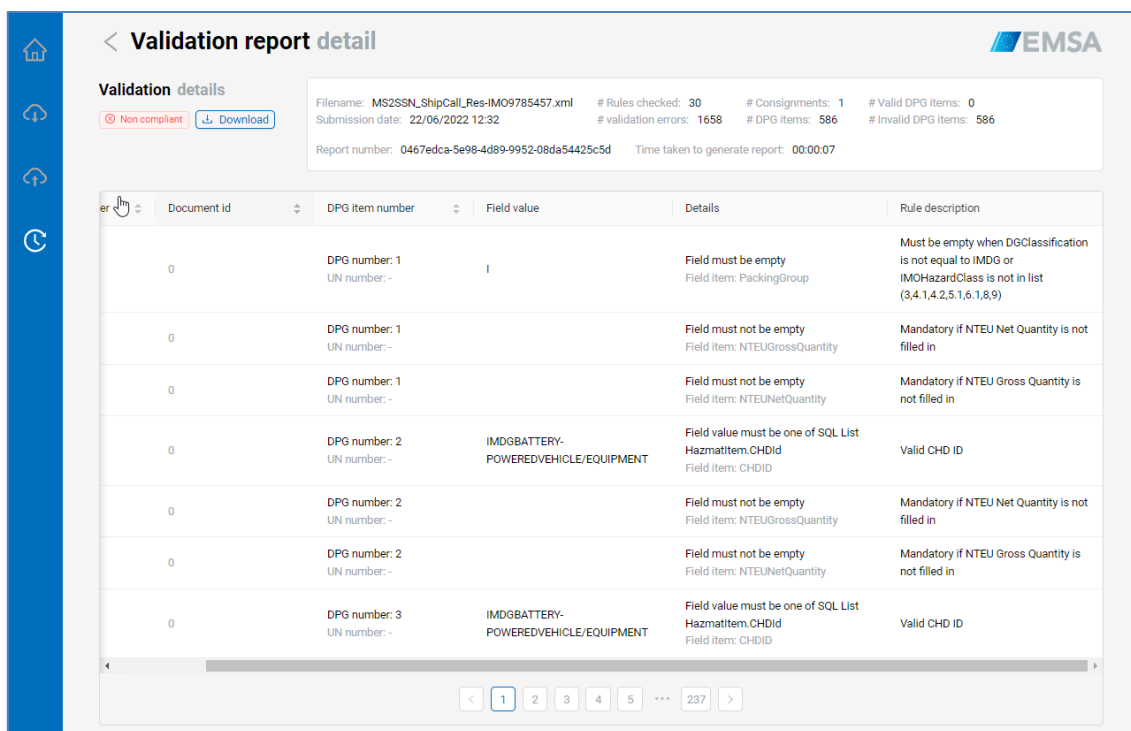 Validation report detail
EMSA
Validation details
Non compliant
Download
Filename: MS2SSN_ShipCall_Res-IMO9785457.xml # Rules checked: 30 # Consignments: 1 # Valid DPG items: 0
Submission date: 22/06/2022 12:32 # validation errors: 1658 # DPG items: 586 # Invalid DPG items: 586
Report number: 0467edca-5e98-4d89-9952-08da54425c5d Time taken to generate report: 00:00:07
er Document id DPG item number Field value Details Rule description
0
DPG number: 1
UN number: -
I
Field must be empty
Field item: PackingGroup
Must be empty when DGClassification
is not equal to IMDG or
IMOHazardClass is not in list
(3,4.1,4.2,5.1,6.1,8,9)
0
DPG number: 1
UN number: -
Field must not be empty
Field item: NTEUGrossQuantity
Mandatory if NTEU Net Quantity is not
filled in
0
DPG number: 1
UN number: -
Field must not be empty
Field item: NTEUNetQuantity
Mandatory if NTEU Gross Quantity is
not filled in
0
DPG number: 2
UN number: -
IMDGBATTERY-
POWEREDVEHICLE/EQUIPMENT
Field value must be one of SQL List
HazmatItem.CHDId
Field item: CHDID
Valid CHD ID
0
DPG number: 2
UN number: -
Field must not be empty
Field item: NTEUGrossQuantity
Mandatory if NTEU Net Quantity is not
filled in
0
DPG number: 2
UN number: -
Field must not be empty
Field item: NTEUNetQuantity
Mandatory if NTEU Gross Quantity is
not filled in
0
DPG number: 3
UN number: -
IMDGBATTERY-
POWEREDVEHICLE/EQUIPMENT
Field value must be one of SQL List
HazmatItem.CHDId
Field item: CHDID
Valid CHD ID
< 1 2 3 4 5 ••• 237 >